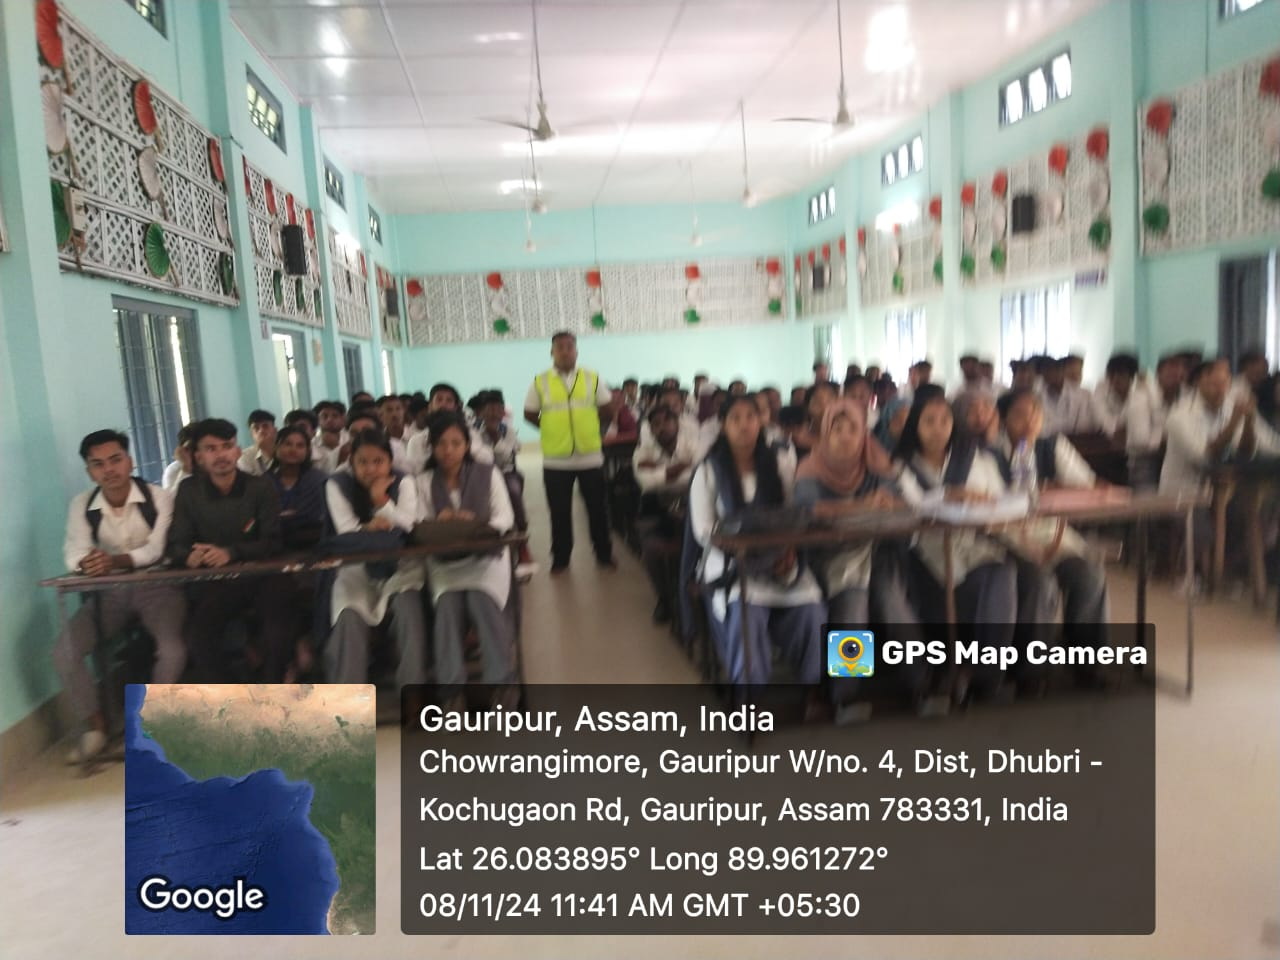 GPS Map Camera
Gauripur, Assam, India
Chowrangimore, Gauripur W/no. 4, Dist, Dhubri -
Kochugaon Rd, Gauripur, Assam 783331, India
Lat 26.083895° Long 89.961272°
08/11/24 11:41 AM GMT +05:30
Google